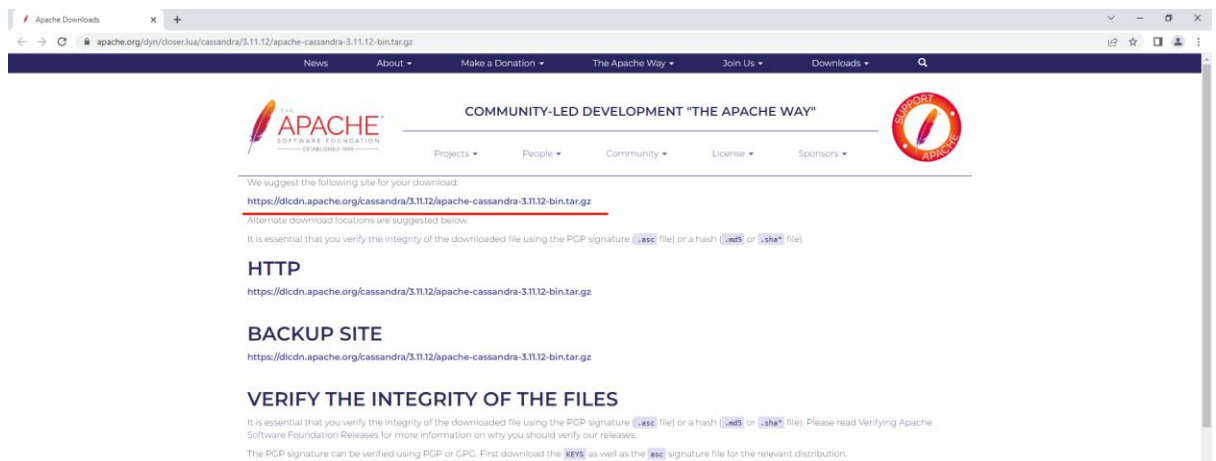 Apache Downloads
apache.org/dyn/closer.lua/cassandra/3.11.12/apache-cassandra-3.11.12-bin.tar.gz
News About Make a Donation The Apache Way Join Us Downloads
THE
APACHE®
SOFTWARE FOUNDATION
ESTABLISHED 1999
COMMUNITY-LED DEVELOPMENT "THE APACHE WAY"
SUPPORT
APACHE
Projects People Community License Sponsors
We suggest the following site for your download:
https://dlcdn.apache.org/cassandra/3.11.12/apache-cassandra-3.11.12-bin.tar.gz
Alternate download locations are suggested below.
It is essential that you verify the integrity of the downloaded file using the PGP signature (.asc file) or a hash (.md5 or .sha* file).
HTTP
https://dlcdn.apache.org/cassandra/3.11.12/apache-cassandra-3.11.12-bin.tar.gz
BACKUP SITE
https://dlcdn.apache.org/cassandra/3.11.12/apache-cassandra-3.11.12-bin.tar.gz
VERIFY THE INTEGRITY OF THE FILES
It is essential that you verify the integrity of the downloaded file using the PGP signature (.asc file) or a hash (.md5 or .sha* file). Please read Verifying Apache
Software Foundation Releases for more information on why you should verify our releases.
The PGP signature can be verified using PGP or GPG. First download the KEYS as well as the asc signature file for the relevant distribution.